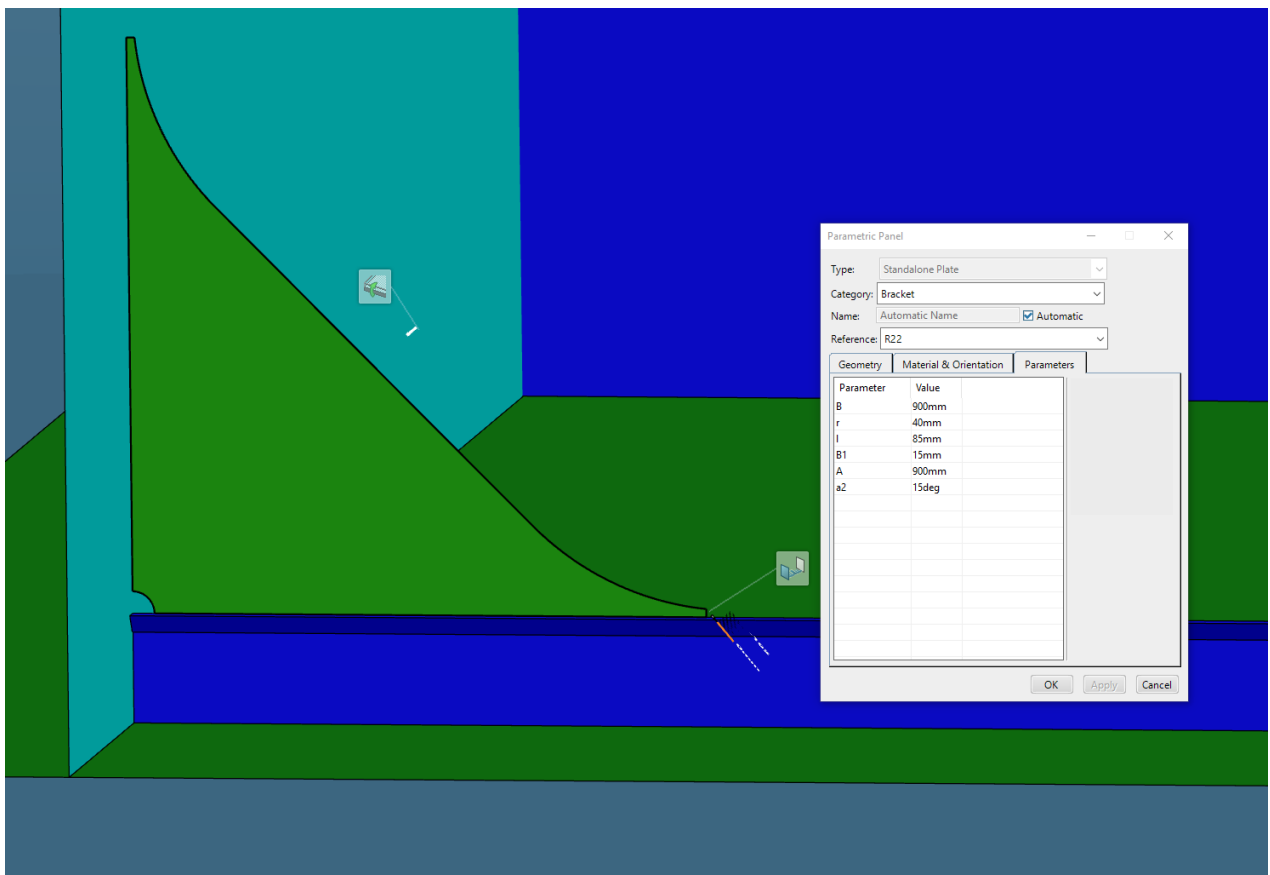 Parametric Panel
Type: Standalone Plate
Category: Bracket
Name: Automatic Name Automatic
Reference: R22
Geometry Material & Orientation Parameters
Parameter Value
B 900mm
r 40mm
l 85mm
B1 15mm
A 900mm
a2 15deg
OK Apply Cancel